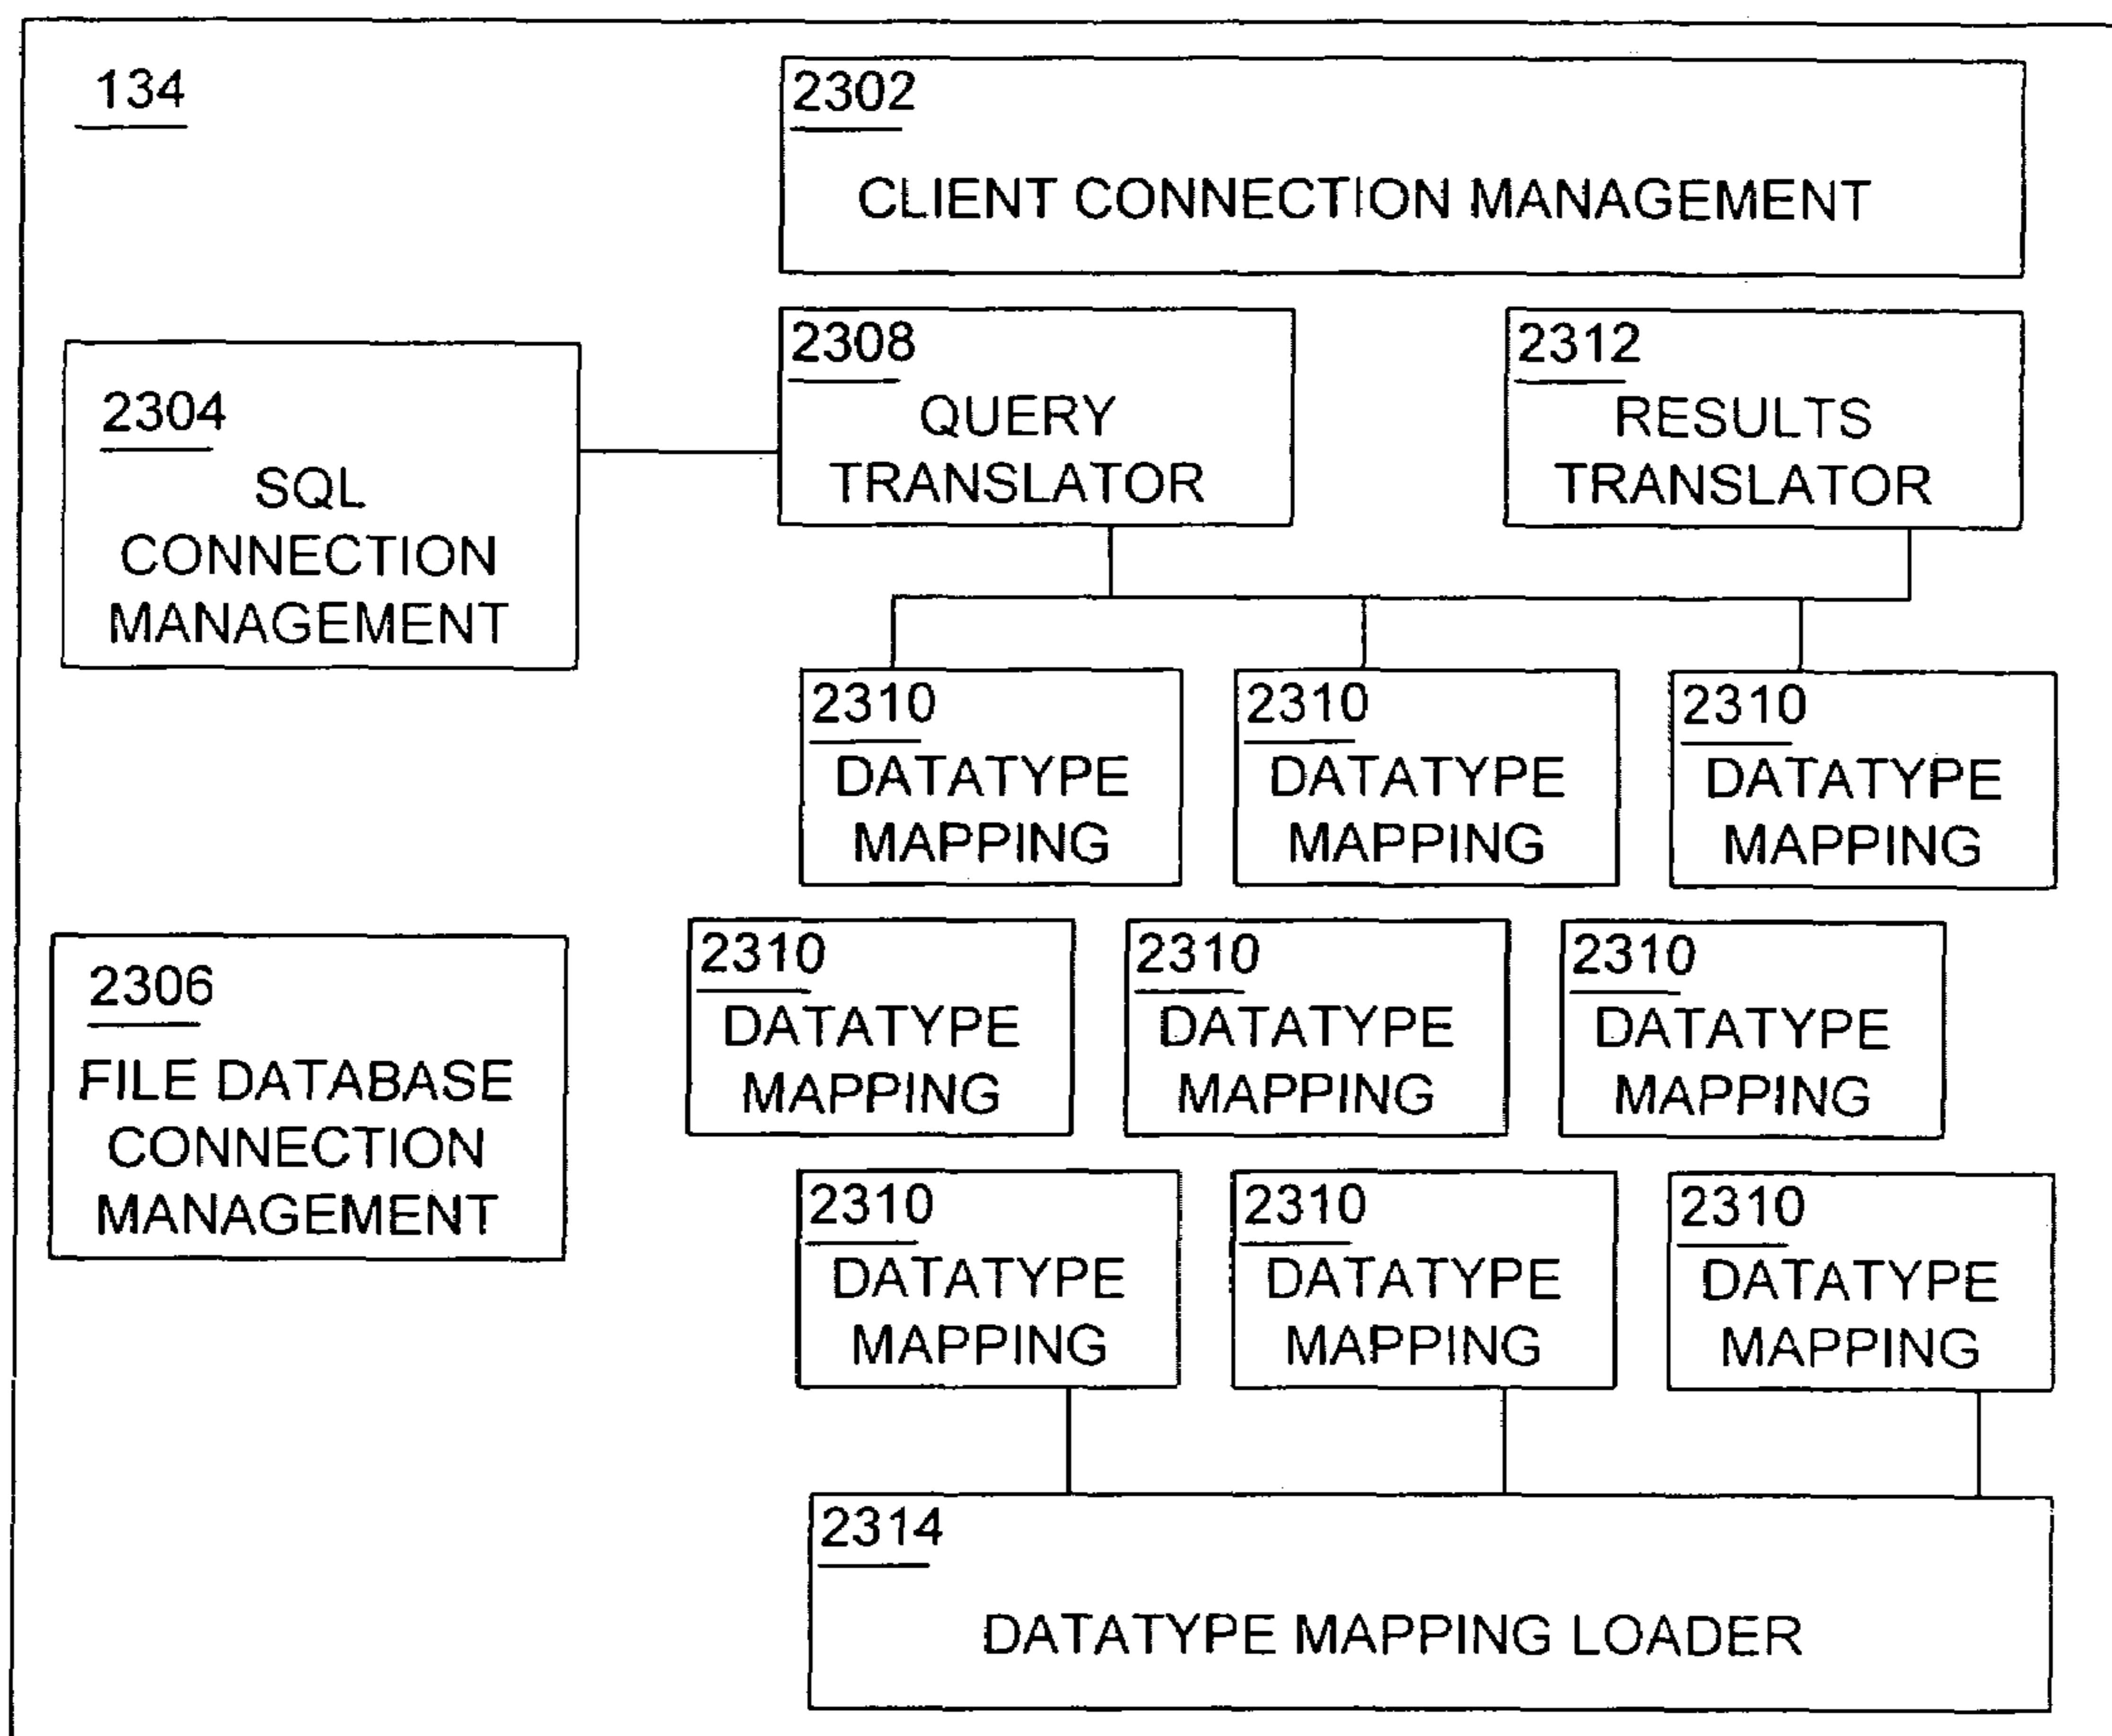 134
2302
CLIENT CONNECTION MANAGEMENT
2304
SQL
CONNECTION
MANAGEMENT
2308
QUERY
TRANSLATOR
2312
RESULTS
TRANSLATOR
2310
DATATYPE
MAPPING
2310
DATATYPE
MAPPING
2310
DATATYPE
MAPPING
2306
FILE DATABASE
CONNECTION
MANAGEMENT
2310
DATATYPE
MAPPING
2310
DATATYPE
MAPPING
2310
DATATYPE
MAPPING
2310
DATATYPE
MAPPING
2310
DATATYPE
MAPPING
2310
DATATYPE
MAPPING
2314
DATATYPE MAPPING LOADER